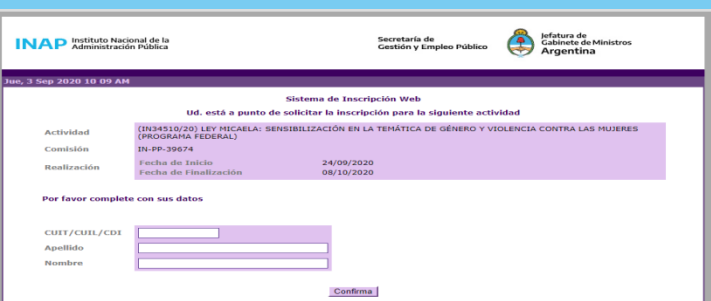 INAP Instituto Nacional de la
Administración Pública
Secretaría de
Gestión y Empleo Público
Jefatura de
Gabinete de Ministros
Argentina
Jue, 3 Sep 2020 10 09 AM
Sistema de Inscripción Web
Ud. está a punto de solicitar la inscripción para la siguiente actividad
Actividad (IN34510/20) LEY MICAELA: SENSIBILIZACIÓN EN LA TEMÁTICA DE GÉNERO Y VIOLENCIA CONTRA LAS MUJERES
(PROGRAMA FEDERAL)
Comisión IN-PP-39674
Realización Fecha de Inicio 24/09/2020
Fecha de Finalización 08/10/2020
Por favor complete con sus datos
CUIT/CUIL/CDI
Apellido
Nombre
Confirma